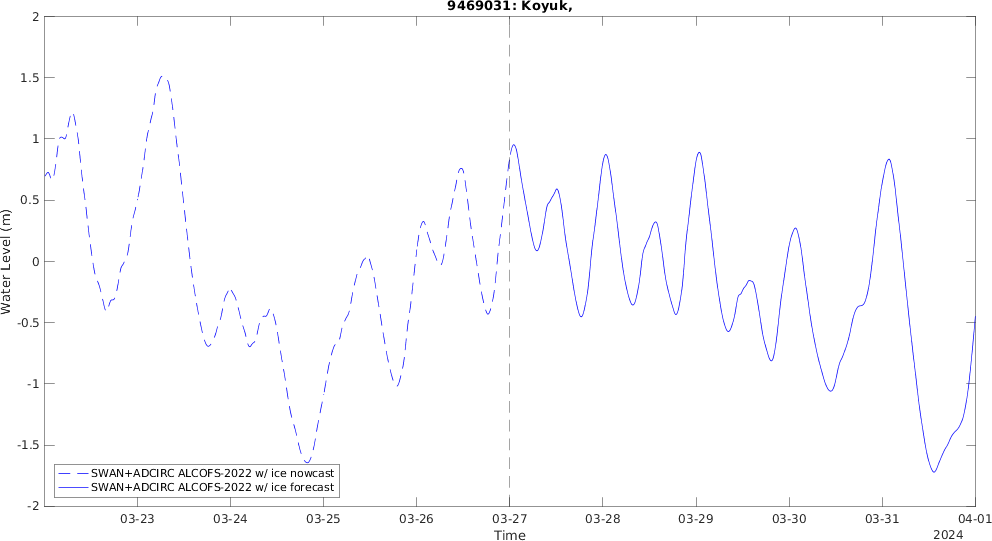 9469031: Koyuk,
2
1.5
1
0.5
0
-0.5
-1
-1.5
-2
Water Level (m)
SWAN+ADCIRC ALCOFS-2022 w/ ice nowcast
SWAN+ADCIRC ALCOFS-2022 w/ ice forecast
03-23 03-24 03-25 03-26 03-27 03-28 03-29 03-30 03-31 04-01
Time
2024